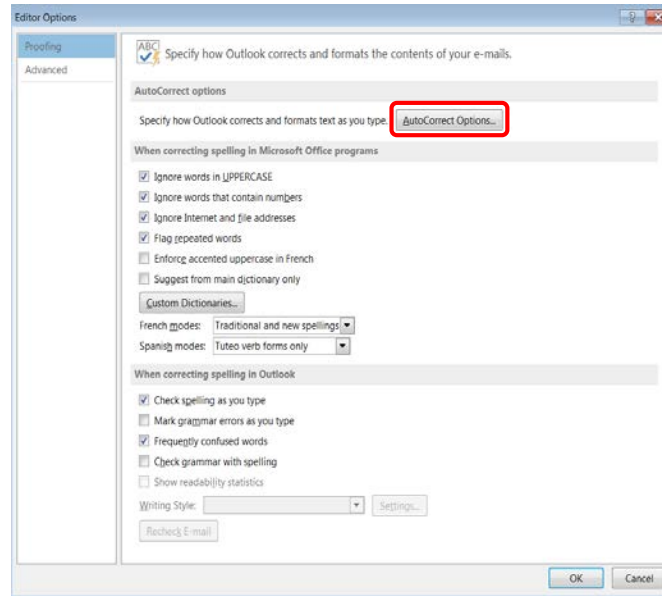 Editor Options
Proofing
Advanced
ABC
Specify how Outlook corrects and formats the contents of your e-mails.
AutoCorrect options
Specify how Outlook corrects and formats text as you type. AutoCorrect Options...
When correcting spelling in Microsoft Office programs
Ignore words in UPPERCASE
Ignore words that contain numbers
Ignore Internet and file addresses
Flag repeated words
Enforce accented uppercase in French
Suggest from main dictionary only
Custom Dictionaries...
French modes: Traditional and new spellings
Spanish modes: Tuteo verb forms only
When correcting spelling in Outlook
Check spelling as you type
Mark grammar errors as you type
Frequently confused words
Check grammar with spelling
Show readability statistics
Writing Style: Settings...
Recheck E-mail
OK Cancel